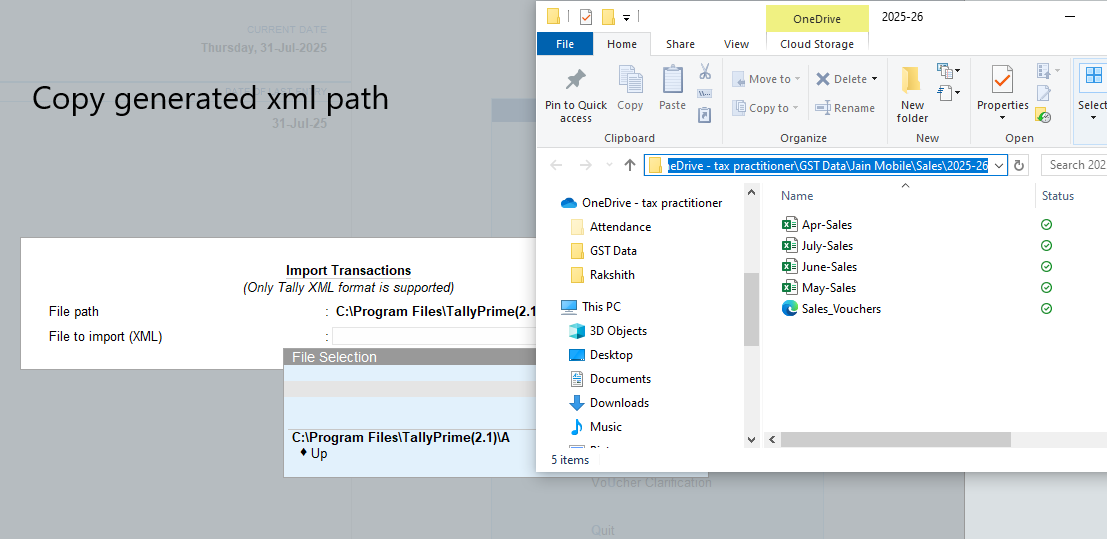 CURRENT DATE
Thursday, 31-Jul-2025
Copy generated xml path
31-Jul-25
Import Transactions
(Only Tally XML format is supported)
File path : C:\Program Files\TallyPrime(2.1
File to import (XML) :
File Selection
C:\Program Files\TallyPrime(2.1)\A
♦ Up
Voucher Clarification
Quit
OneDrive 2025-26
File Home Share View Cloud Storage
Pin to Quick access
Copy
Paste
Clipboard
Move to
Copy to
Delete
Rename
Organize
New folder
New
Properties
Open
Select
eDrive - tax practitioner\GST Data\Jain Mobile\Sales\2025-26 Search 202
OneDrive - tax practitioner
Attendance
GST Data
Rakshith
This PC
3D Objects
Desktop
Documents
Downloads
Music
Name Status
Apr-Sales
July-Sales
June-Sales
May-Sales
Sales_Vouchers
5 items